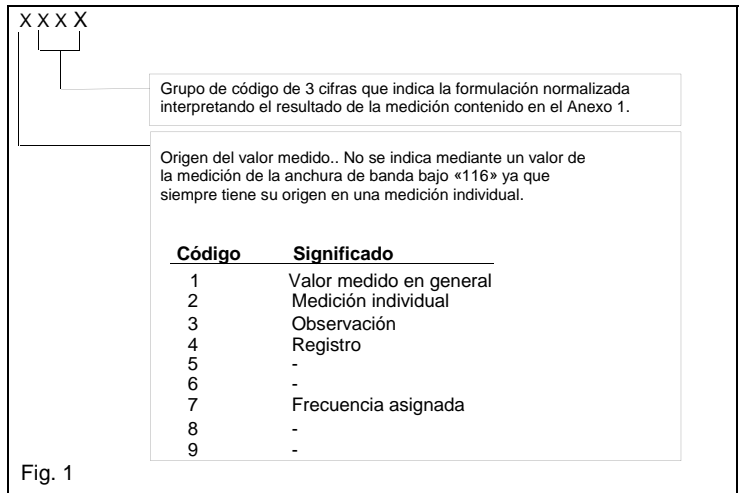 X X X X
Grupo de código de 3 cifras que indica la formulación normalizada
interpretando el resultado de la medición contenido en el Anexo 1.
Origen del valor medido.. No se indica mediante un valor de
la medición de la anchura de banda bajo «116» ya que
siempre tiene su origen en una medición individual.
Código Significado
1 Valor medido en general
2 Medición individual
3 Observación
4 Registro
5 -
6 -
7 Frecuencia asignada
8 -
9 -
Fig. 1